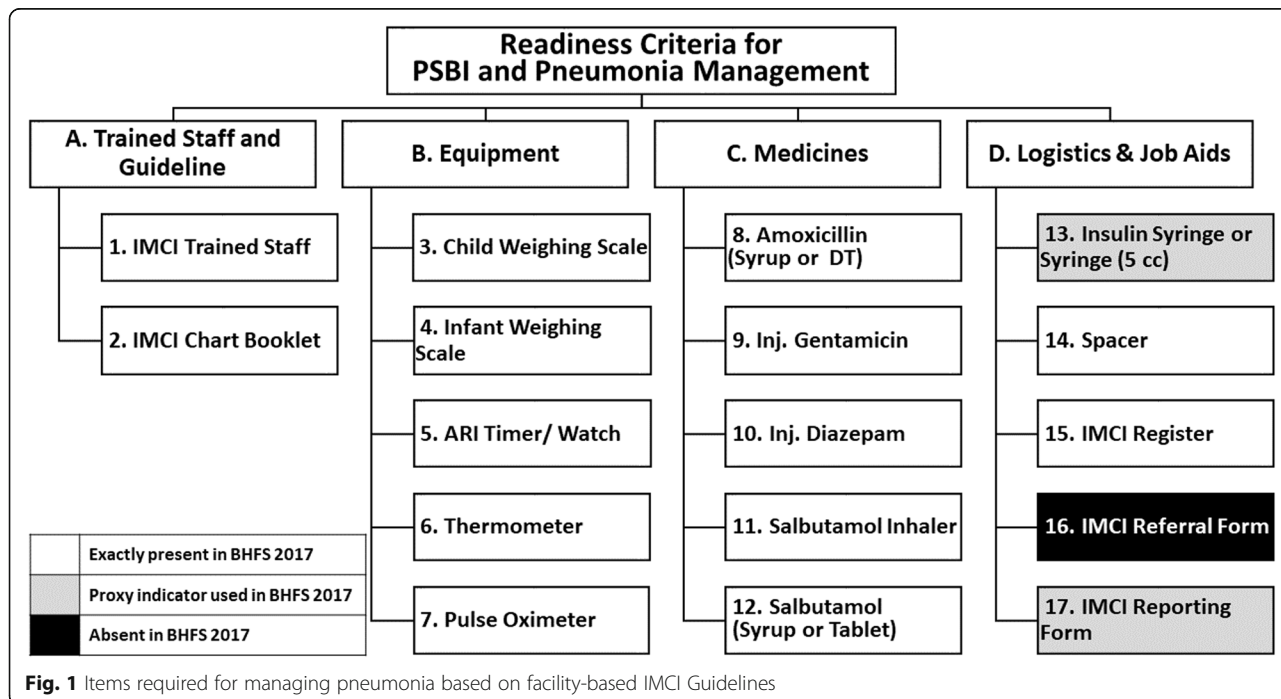 Readiness Criteria for
PSBI and Pneumonia Management
A. Trained Staff and
Guideline
1. IMCI Trained Staff
2. IMCI Chart Booklet
B. Equipment
3. Child Weighing Scale
4. Infant Weighing
Scale
5. ARI Timer/ Watch
6. Thermometer
7. Pulse Oximeter
C. Medicines
8. Amoxicillin
(Syrup or DT)
9. Inj. Gentamicin
10. Inj. Diazepam
11. Salbutamol Inhaler
12. Salbutamol
(Syrup or Tablet)
D. Logistics & Job Aids
13. Insulin Syringe or
Syringe (5 cc)
14. Spacer
15. IMCI Register
16. IMCI Referral Form
17. IMCI Reporting
Form
Exactly present in BHFS 2017
Proxy indicator used in BHFS 2017
Absent in BHFS 2017
Fig. 1 Items required for managing pneumonia based on facility-based IMCI Guidelines